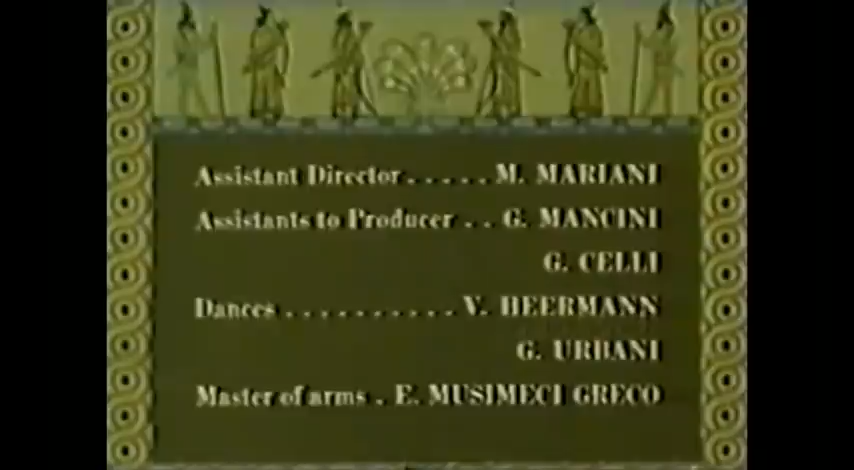 Assistant Director.....M. MARIANI
Assistants to Producer..G. MANCINI
G. CELLI
Dances..........V. HEERMANN
G. URBANI
Master of arms.E. MUSIMECI GRECO